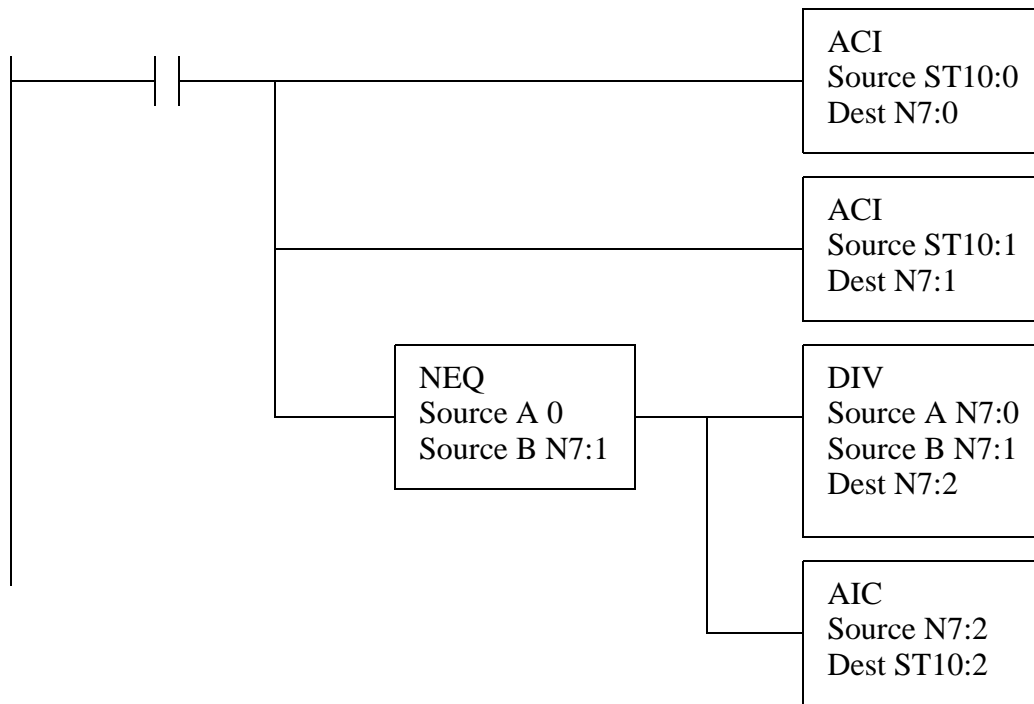 ACI
Source ST10:0
Dest N7:0
ACI
Source ST10:1
Dest N7:1
NEQ
Source A 0
Source B N7:1
DIV
Source A N7:0
Source B N7:1
Dest N7:2
AIC
Source N7:2
Dest ST10:2